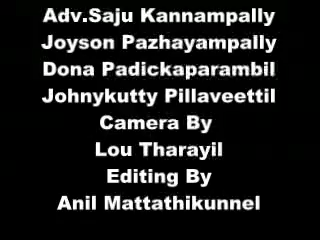 Adv.Saju Kannampally
Joyson Pazhayampally
Dona Padickaparambil
Johnykutty Pillaveettil
Camera By
Lou Tharayil
Editing By
Anil Mattathikunnel